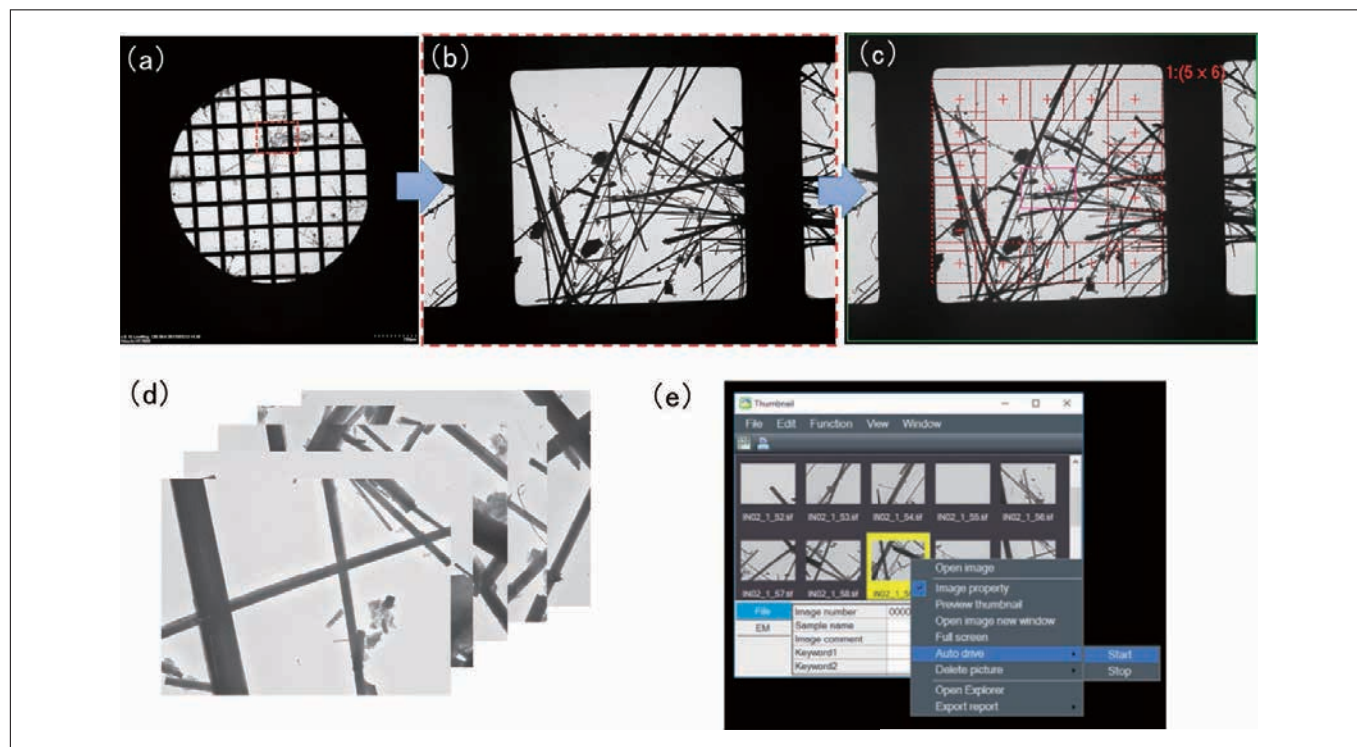 (a)
(b)
(c)
1:(5 × 6)
(d)
(e)
Thumbnail
File Edit Function View Window
IN02_1_52.tif IN02_1_53.tif IN02_1_54.tif IN02_1_55.tif IN02_1_56.tif
IN02_1_57.tif IN02_1_58.tif
Open image
Image property
Preview thumbnail
Open image new window
Full screen
Auto drive
Start
Delete picture
Stop
Open Explorer
Export report
File
EM
Image number 0000
Sample name
Image comment
Keyword1
Keyword2